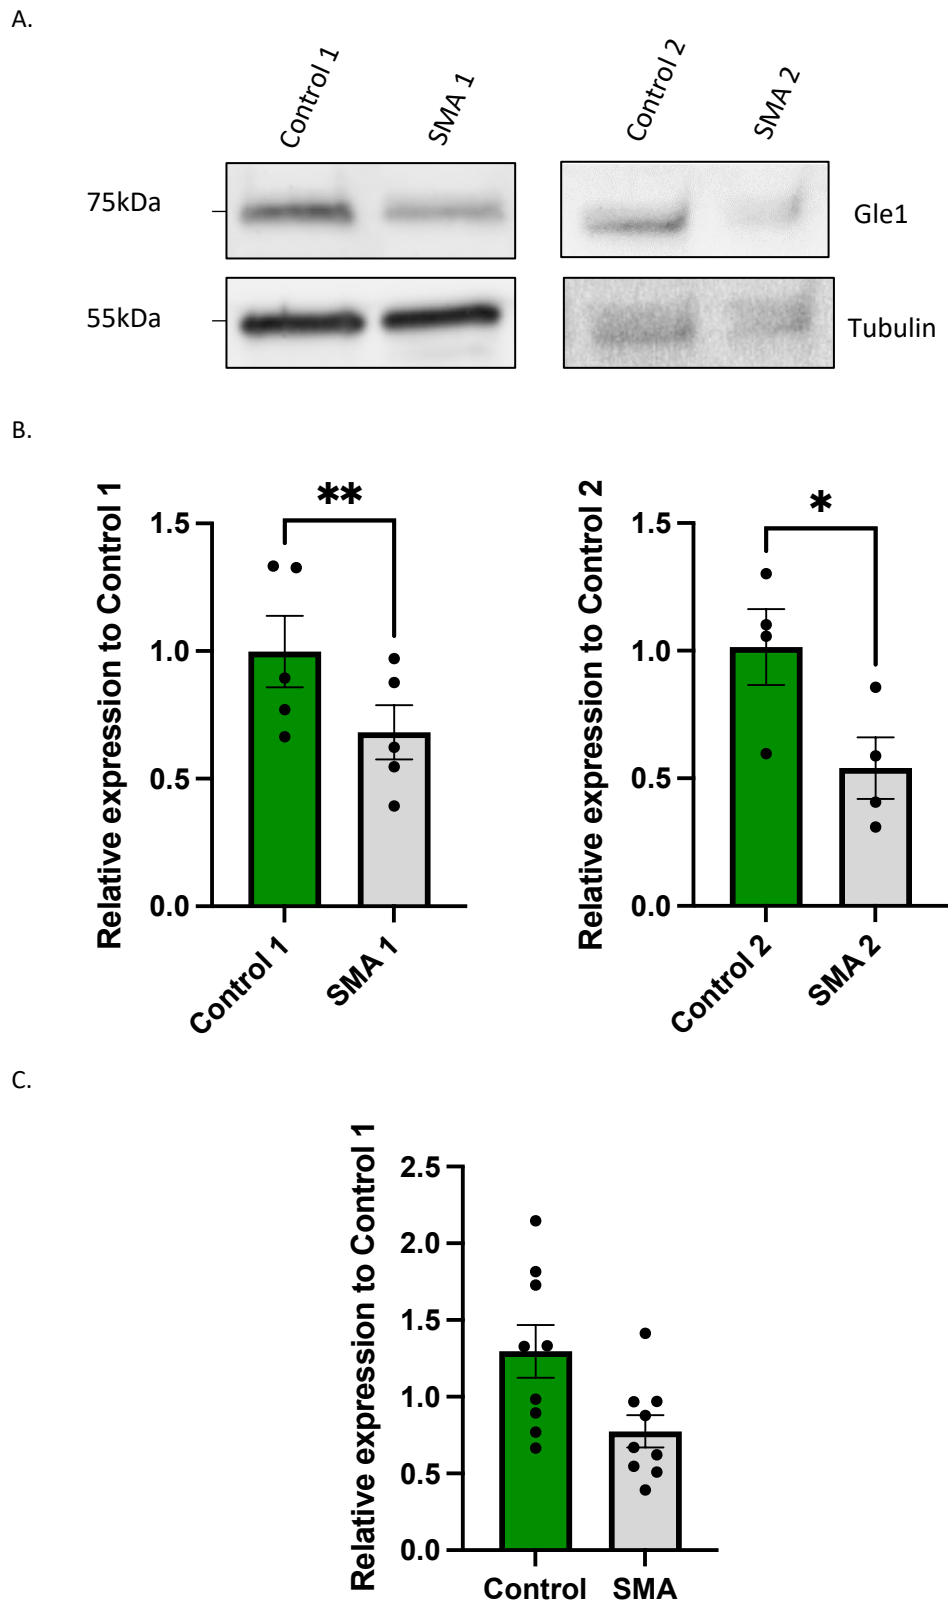 A.
Control 1
SMA 1
Control 2
SMA 2
75kDa
Gle1
55kDa
Tubulin
B.
Relative expression to Control 1
1.5
1.0
0.5
0.0
**
Control 1
SMA 1
Relative expression to Control 2
1.5
1.0
0.5
0.0
*
Control 2
SMA 2
C.
Relative expression to Control 1
2.5
2.0
1.5
1.0
0.5
0.0
Control SMA